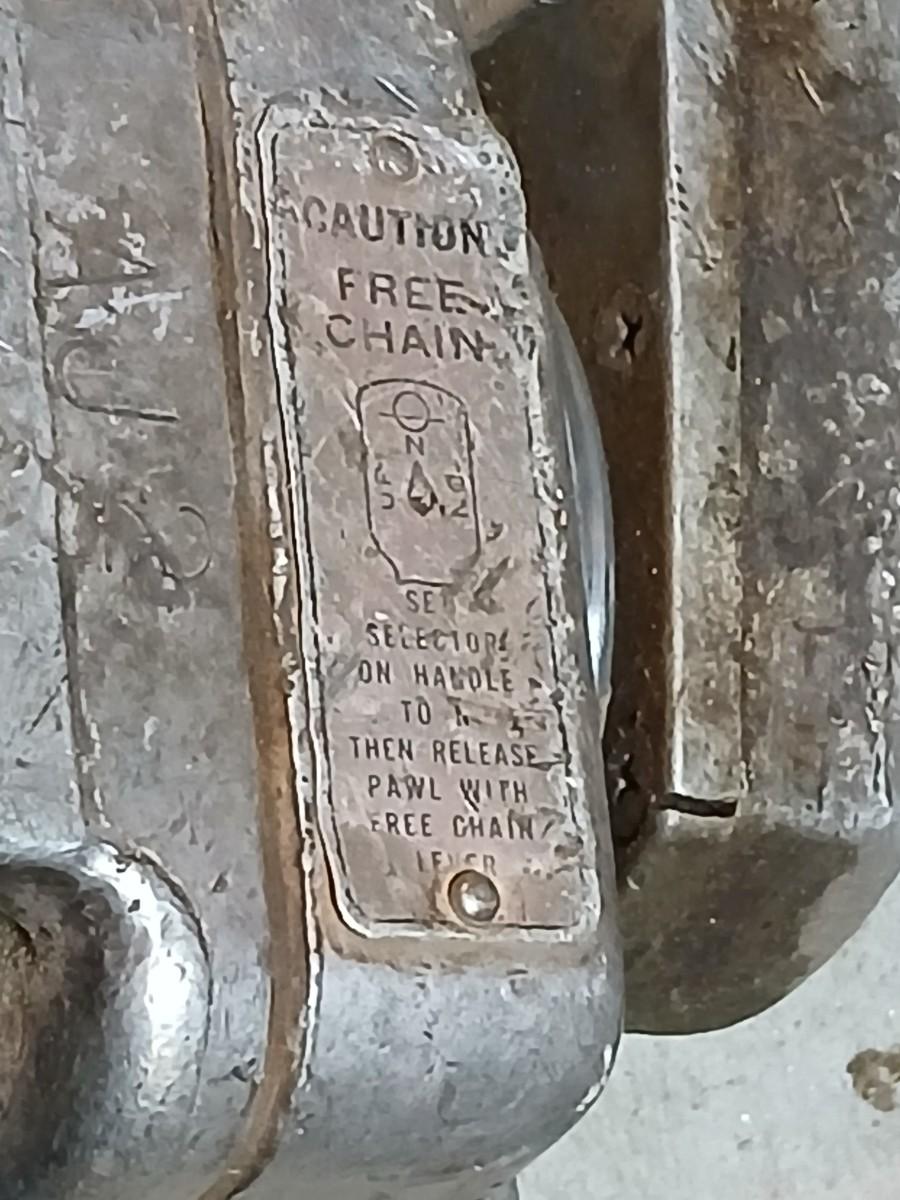 CAUTION
FREE
CHAIN
N
SET
SELECTOR
ON HANDLE
TO N
THEN RELEASE
PAWL WITH
FREE CHAIN
LEVER